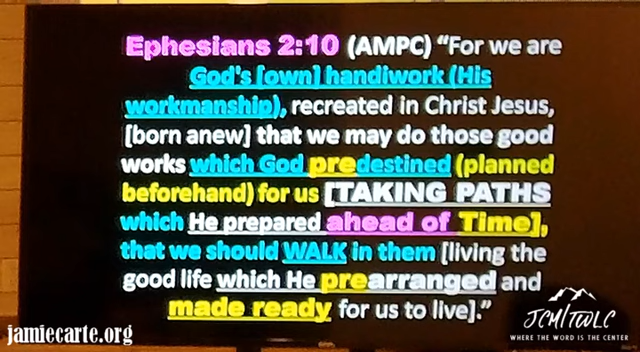 Ephesians 2:10 (AMPC) “For we are
God's [own] handiwork (His
workmanship), recreated in Christ Jesus,
[born anew] that we may do those good
works which God predestined (planned
beforehand) for us [TAKING PATHS
which He prepared ahead of Time],
that we should WALK in them [living the
good life which He prearranged and
made ready for us to live].”
jamiecarte.org
JCMITWLC
WHERE THE WORD IS THE CENTER